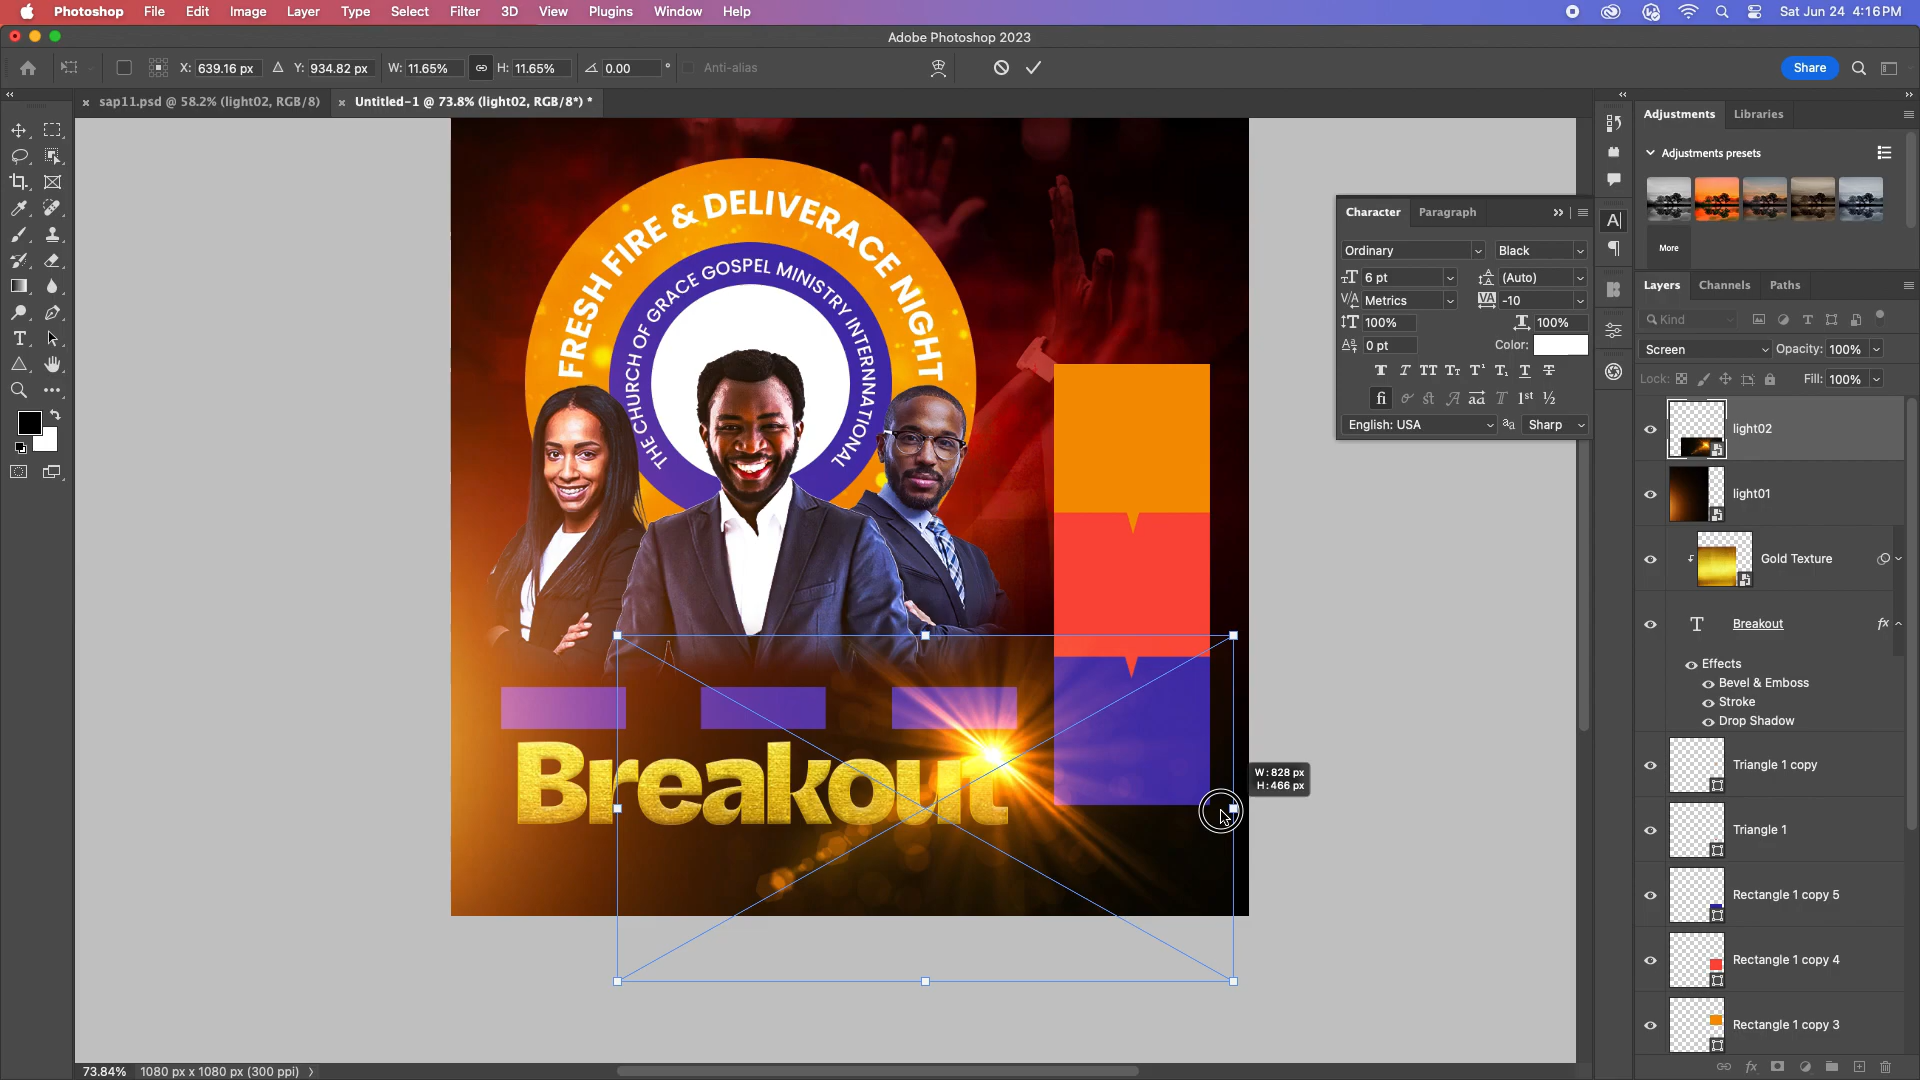 Photoshop File Edit Image Layer Type Select Filter 3D View Plugins Window Help Sat Jun 24 4:16 PM
Adobe Photoshop 2023
X: 639.16 px Y: 934.82 px W: 11.65% H: 11.65% 0.00 ° Anti-alias Share
sap11.psd @ 58.2% (light02, RGB/8) Untitled-1 @ 73.8% (light02, RGB/8*) *
FRESH FIRE & DELIVERACE NIGHT
THE CHURCH OF GRACE GOSPEL MINISTRY INTERNNATIONAL
Breakout
W: 828 px
H: 466 px
Character Paragraph
Ordinary Black
6 pt (Auto)
Metrics -10
100% 100%
0 pt Color:
English: USA Sharp
Adjustments Libraries
Adjustments presets
More
Layers Channels Paths
Kind
Screen Opacity: 100%
Lock: Fill: 100%
light02
light01
Gold Texture
Breakout fx
Effects
Bevel & Emboss
Stroke
Drop Shadow
Triangle 1 copy
Triangle 1
Rectangle 1 copy 5
Rectangle 1 copy 4
Rectangle 1 copy 3
73.84% 1080 px x 1080 px (300 ppi)